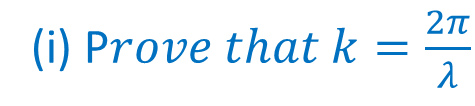 (i) Prove that k = 2π/λ